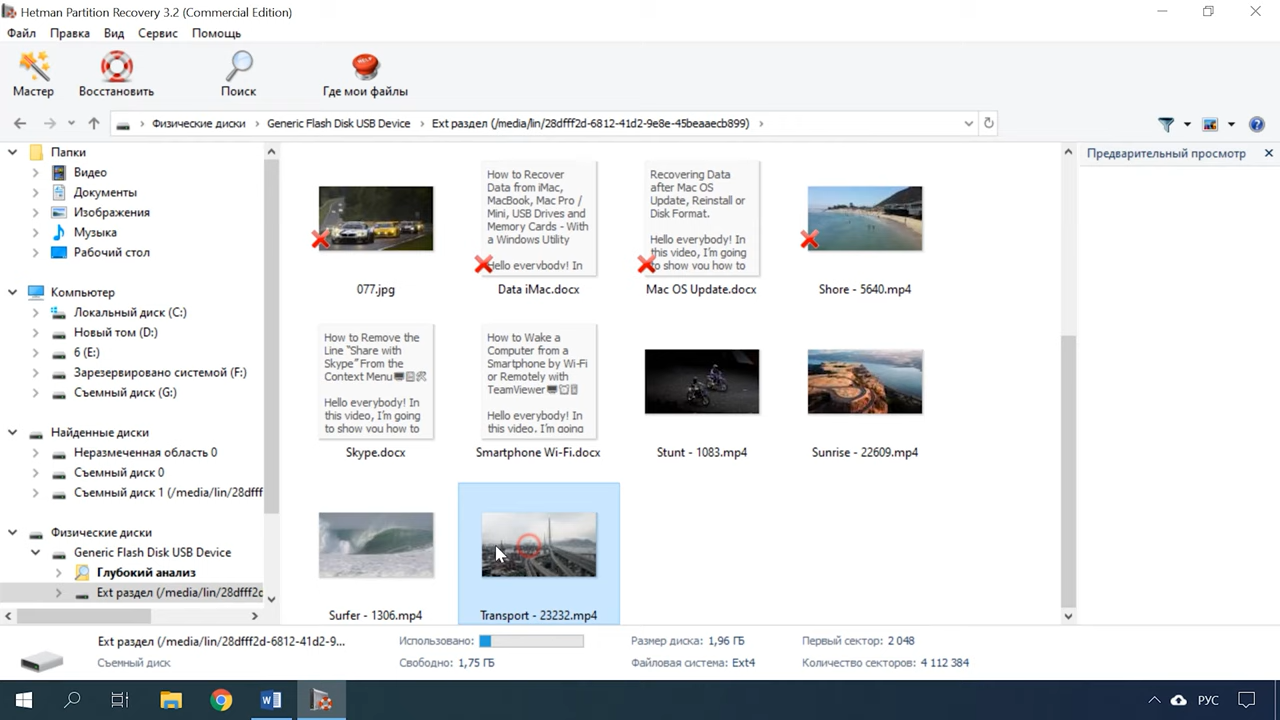 Hetman Partition Recovery 3.2 (Commercial Edition)
Файл Правка Вид Сервис Помощь
Мастер Восстановить Поиск Где мои файлы
Физические диски Generic Flash Disk USB Device Ext раздел (/media/lin/28dfff2d-6812-41d2-9e8e-45beaaecb899)
Папки
Видео
Документы
Изображения
Музыка
Рабочий стол
Компьютер
Локальный диск (C:)
Новый том (D:)
6 (E:)
Зарезервировано системой (F:)
Съемный диск (G:)
Найденные диски
Неразмеченная область 0
Съемный диск 0
Съемный диск 1 (/media/lin/28dfff
Физические диски
Generic Flash Disk USB Device
Глубокий анализ
Ext раздел (/media/lin/28dfff2d
077.jpg
How to Recover
Data from iMac,
MacBook, Mac Pro /
Mini, USB Drives and
Memory Cards - With
a Windows Utility
Hello everybody! In
Data iMac.docx
Recovering Data
after Mac OS
Update, Reinstall or
Disk Format.
Hello everybody! In
this video, I'm going
to show you how to
Mac OS Update.docx
Shore - 5640.mp4
How to Remove the
Line "Share with
Skype" From the
Context Menu
Hello everybody! In
this video, I'm going
to show you how to
Skype.docx
How to Wake a
Computer from a
Smartphone by Wi-Fi
or Remotely with
TeamViewer
Hello everybody! In
this video, I'm going
Smartphone Wi-Fi.docx
Stunt - 1083.mp4
Sunrise - 22609.mp4
Surfer - 1306.mp4
Transport - 23232.mp4
Предварительный просмотр
Ext раздел (/media/lin/28dfff2d-6812-41d2-9...
Съемный диск
Использовано:
Свободно: 1,75 ГБ
Размер диска: 1,96 ГБ
Файловая система: Ext4
Первый сектор: 2 048
Количество секторов: 4 112 384
РУС